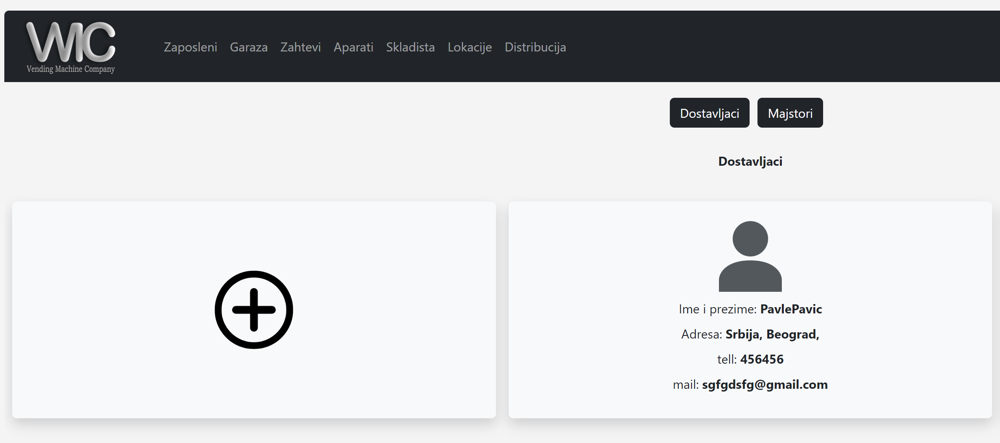 WIC
Vending Machine Company
Zaposleni Garaza Zahtevi Aparati Skladista Lokacije Distribucija
Dostavljaci Majstori
Dostavljaci
Ime i prezime: PavlePavic
Adresa: Srbija, Beograd,
tell: 456456
mail: sgfgdsfg@gmail.com